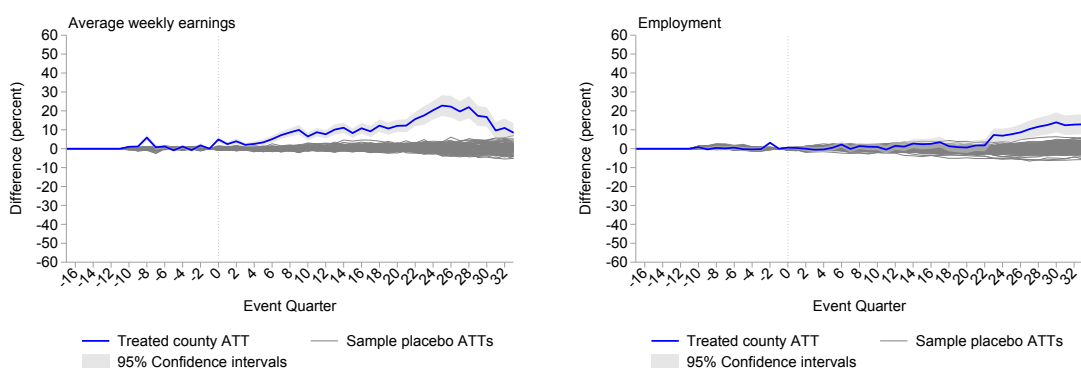 Average weekly earnings
60
50
40
30
20
10
0
-10
-20
-30
-40
-50
-60
Difference (percent)
-16 -14 -12 -10 -8 -6 -4 -2 0 2 4 6 8 10 12 14 16 18 20 22 24 26 28 30 32
Event Quarter
Treated county ATT Sample placebo ATTs
95% Confidence intervals
Employment
60
50
40
30
20
10
0
-10
-20
-30
-40
-50
-60
Difference (percent)
-16 -14 -12 -10 -8 -6 -4 -2 0 2 4 6 8 10 12 14 16 18 20 22 24 26 28 30 32
Event Quarter
Treated county ATT Sample placebo ATTs
95% Confidence intervals